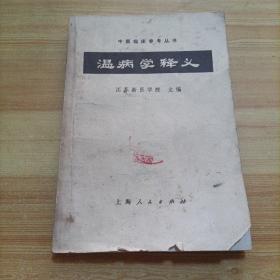 中医临床参考丛书
温病学释义
江苏新医学院 主编
上海人民出版社